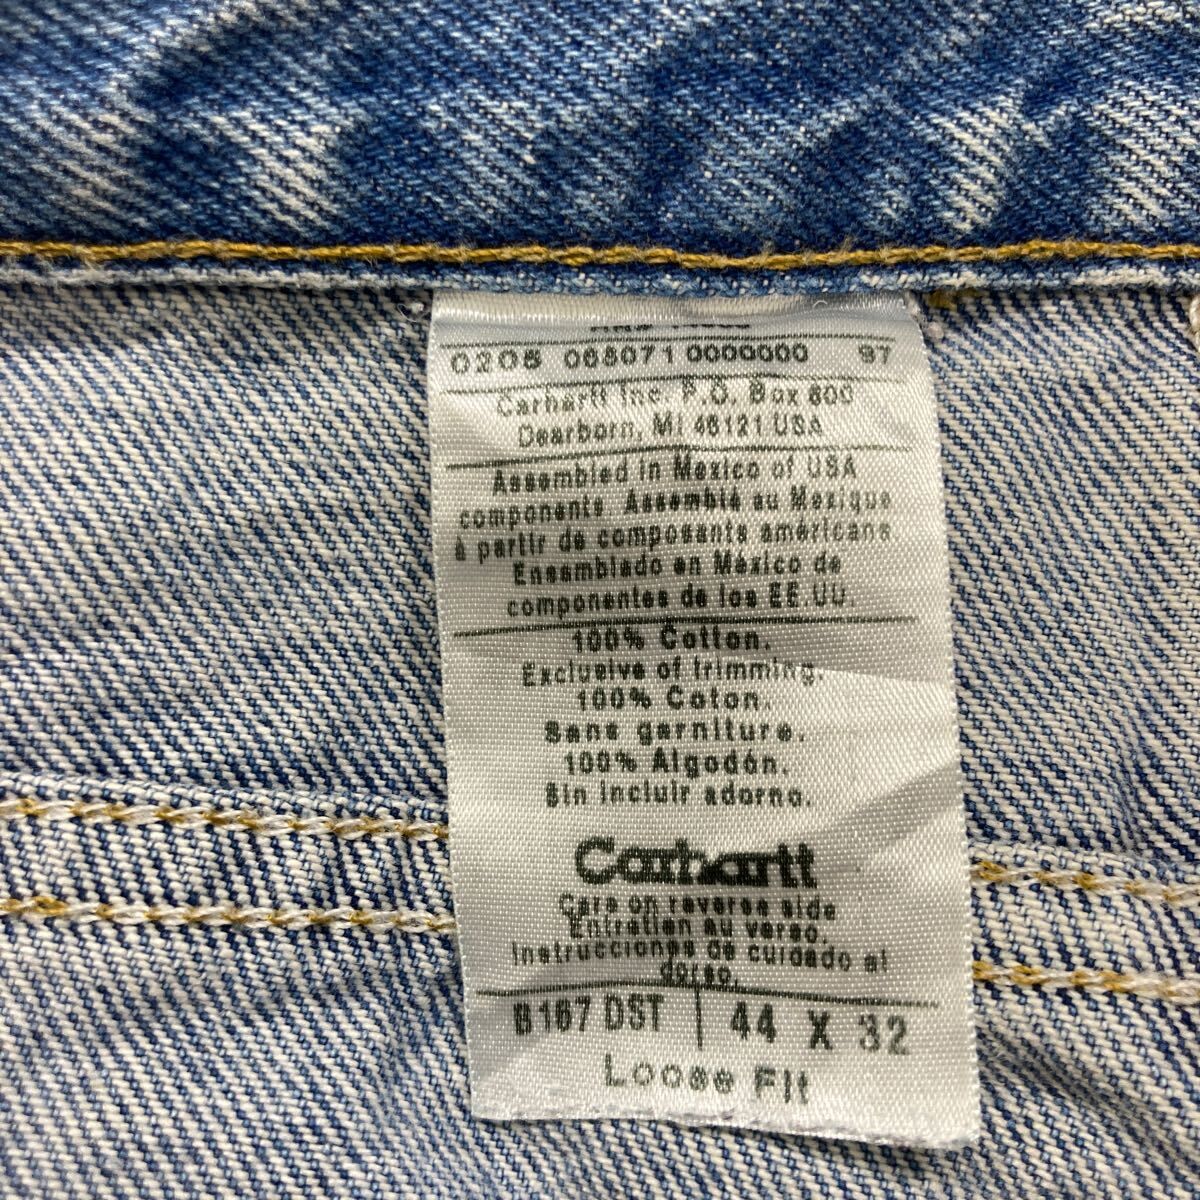 0205 065071 0000000 97
Carhartt Inc. P.O. Box 600
Dearborn, MI 48121 USA
Assembled in Mexico of USA
components Assemblé au Mexique
à partir de composants américans
Ensamblado en México de
componentes de los EE.UU.
100% Cotton.
Exclusive of trimming.
100% Coton.
Sans garniture.
100% Algodón.
Sin incluir adorno.
Carhartt
Care on reverse side
Entretien au verso.
Instrucciones de cuidado al
dorso.
B167 DST 44 X 32
Loose Fit